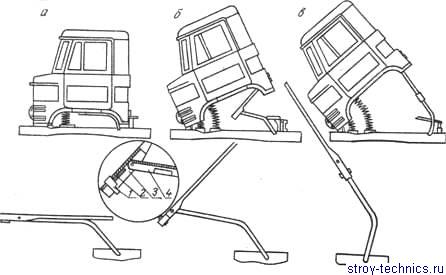 а
б
в
1 2 3 4
stroy-technics.ru